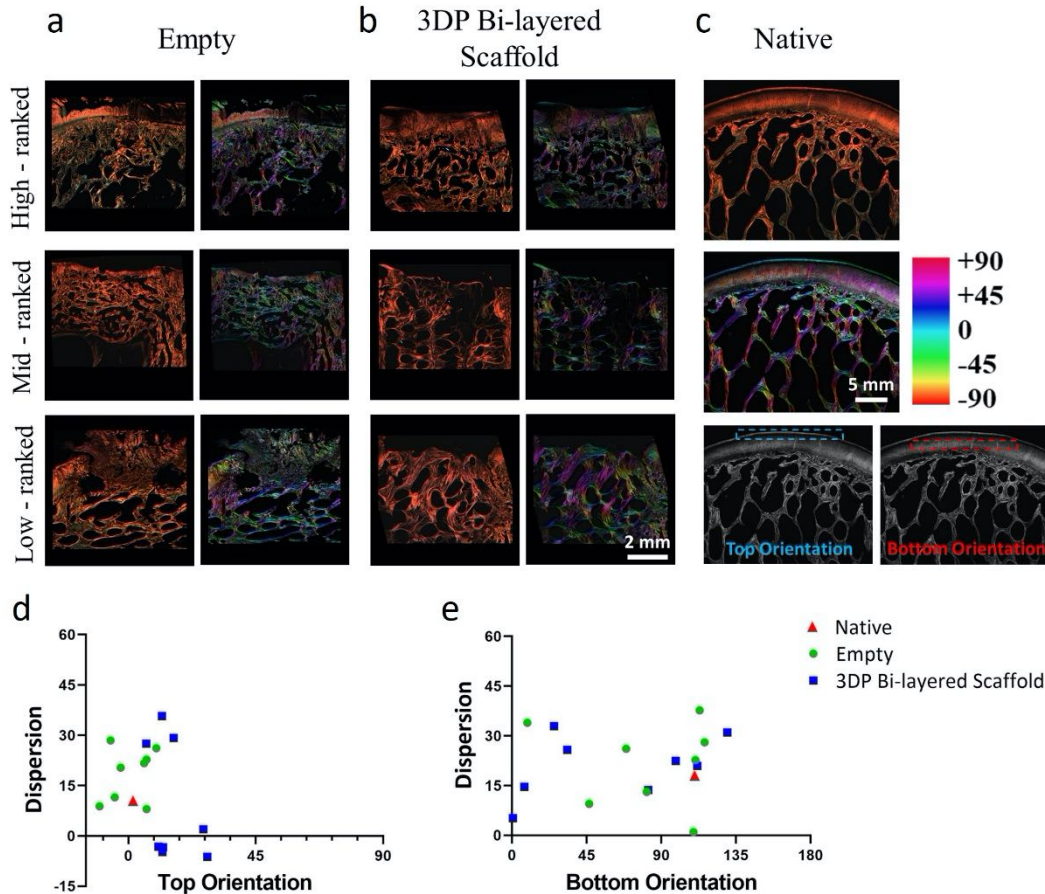 a
Empty
b
3DP Bi-layered
Scaffold
c
Native
High - ranked
Mid - ranked
Low - ranked
+90
+45
0
-45
-90
5 mm
2 mm
Top Orientation
Bottom Orientation
d
60
45
30
15
0
-15
Dispersion
0
45
90
Top Orientation
e
60
45
30
15
0
Dispersion
0
45
90
135
180
Bottom Orientation
Native
Empty
3DP Bi-layered Scaffold